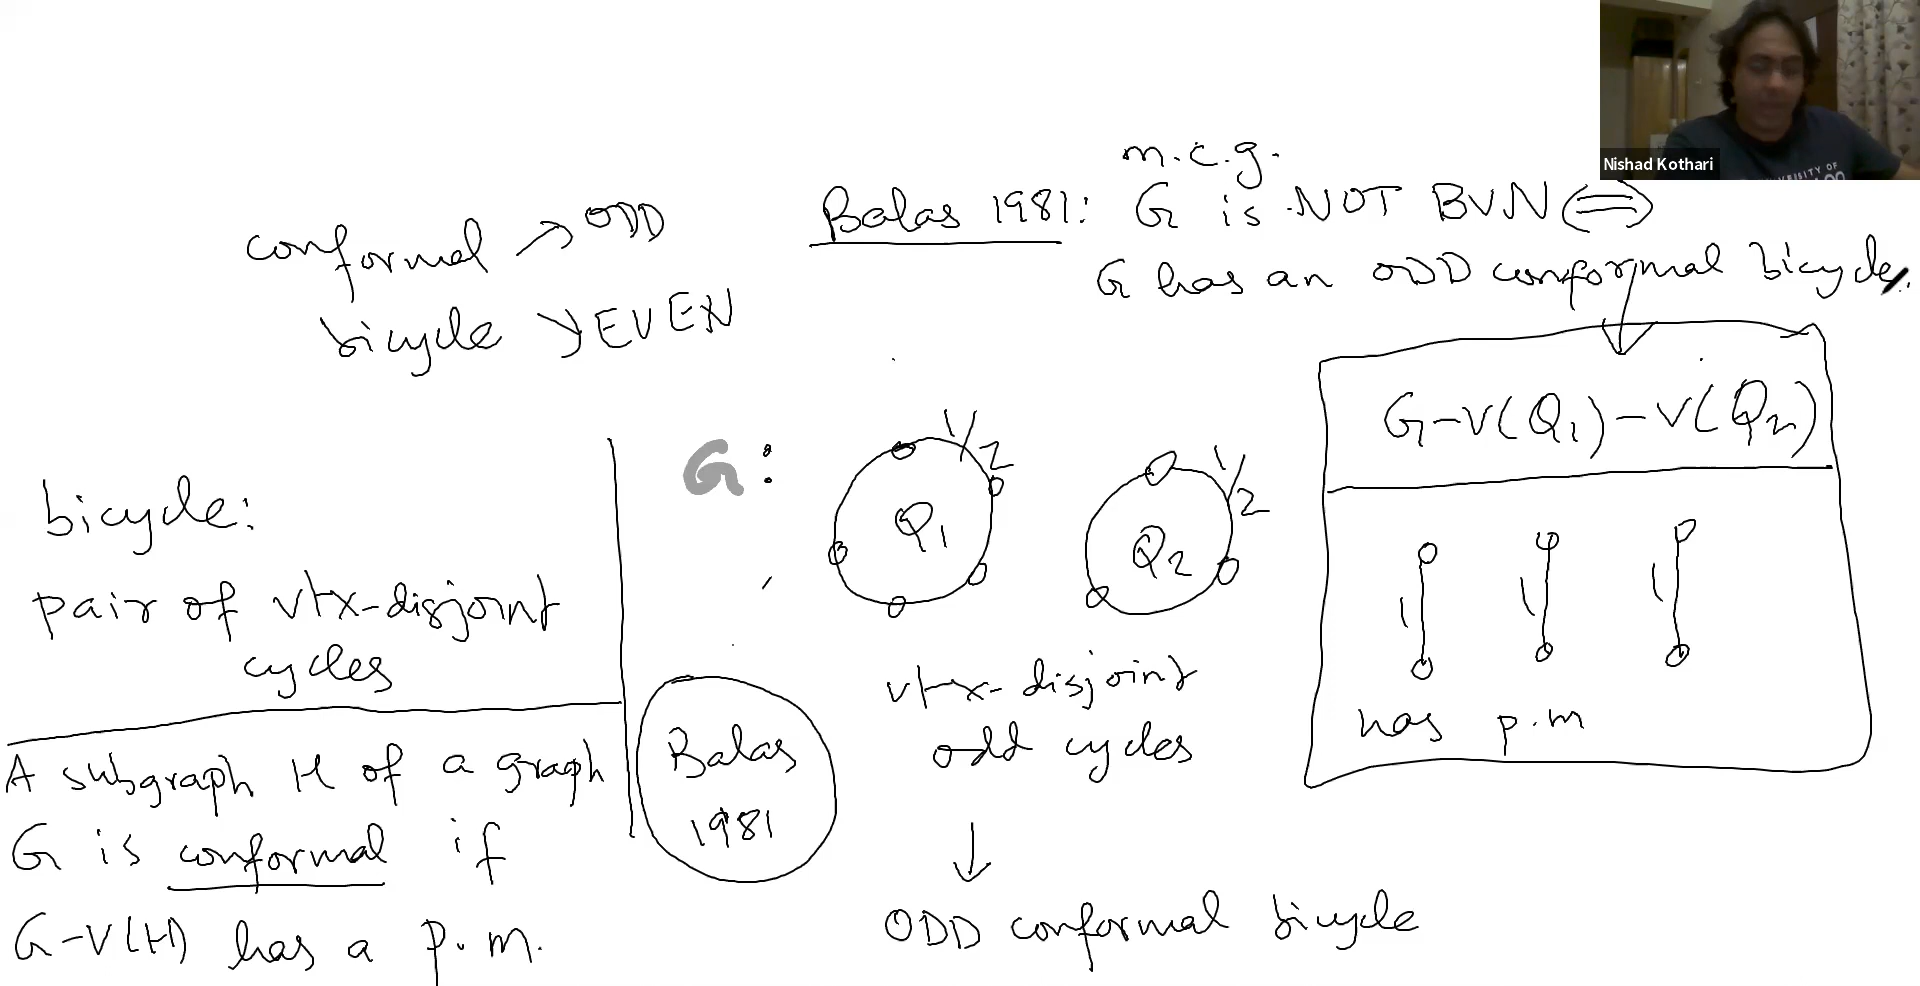 Nishad Kothari
m.c.g.
Balas 1981: G is NOT BVN ⟺
G has an ODD conformal bicycle.
conformal → ODD
bicycle → EVEN
bicycle:
pair of vtx-disjoint
cycles
A subgraph H of a graph
G is conformal if
G-V(H) has a p.m.
G:
Q1 1/2
Q2 1/2
vtx-disjoint
odd cycles
↓
ODD conformal bicycle
Balas
1981
G-V(Q1)-V(Q2)
1 1 1
has p.m